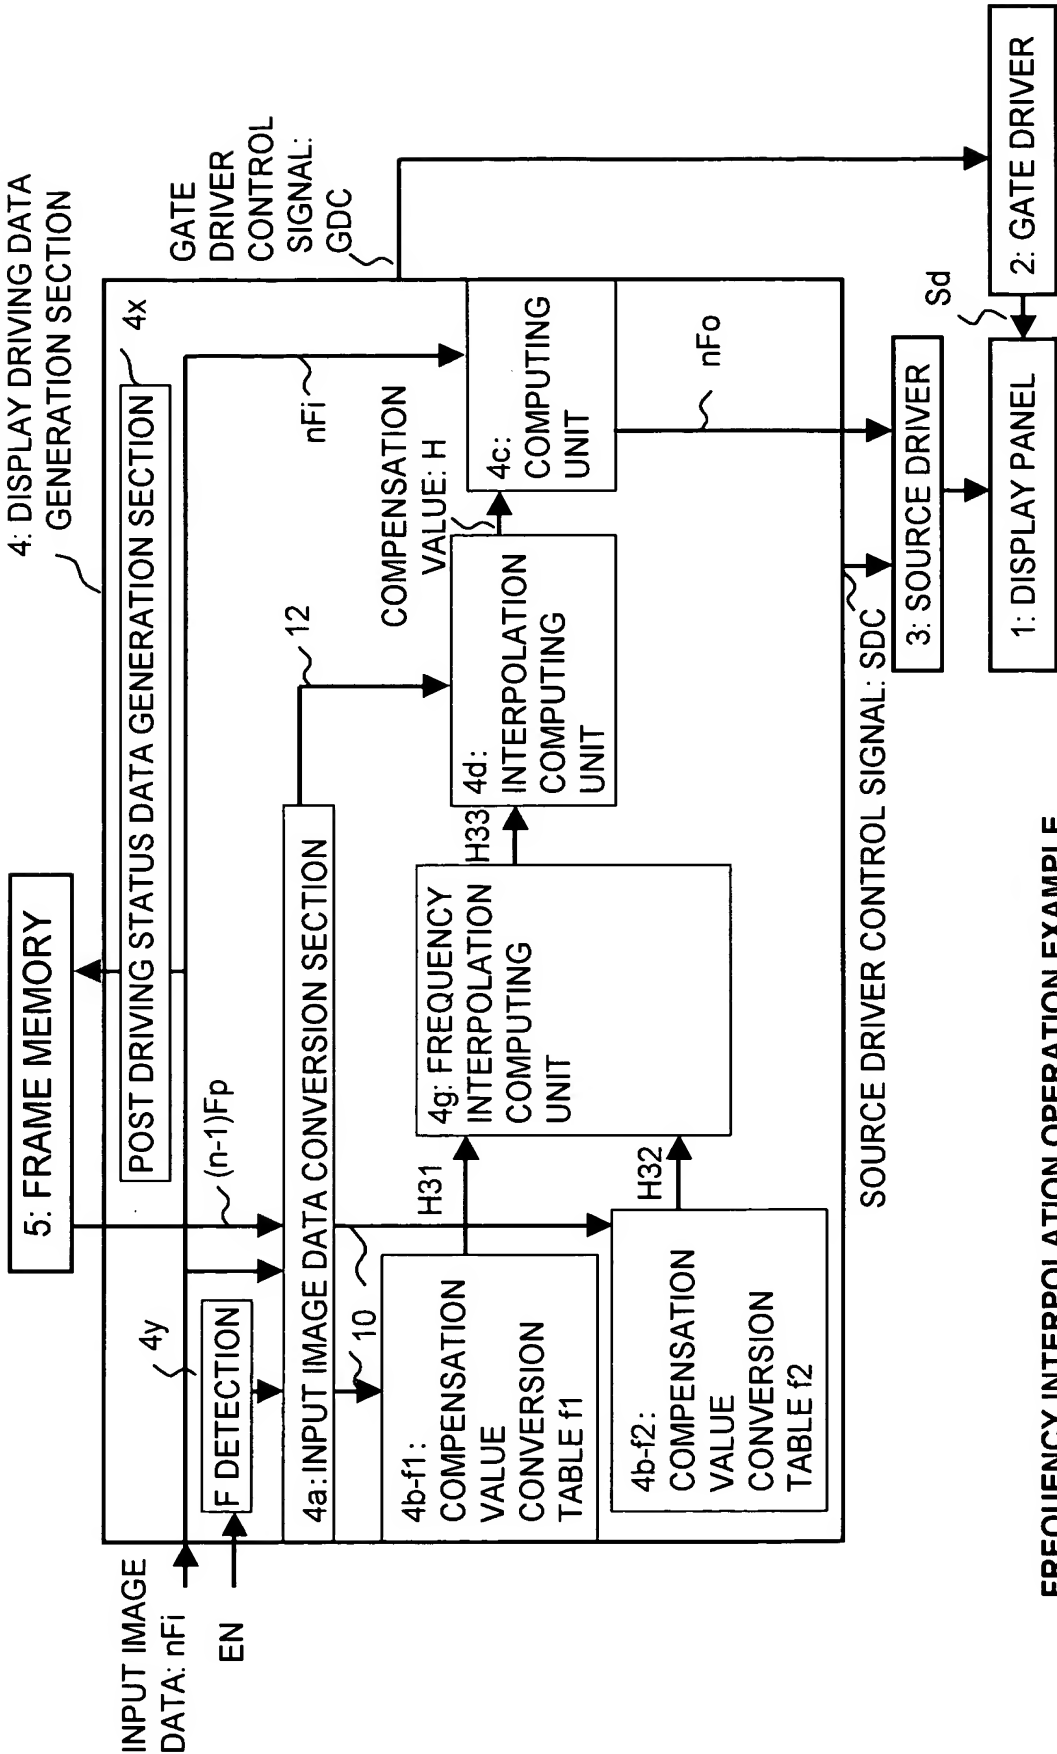 5: FRAME MEMORY
4: DISPLAY DRIVING DATA
GENERATION SECTION
POST DRIVING STATUS DATA GENERATION SECTION
4x
INPUT IMAGE
DATA: nFi
EN
4y
F DETECTION
(n-1)Fp
4a: INPUT IMAGE DATA CONVERSION SECTION
12
nFi
GATE
DRIVER
CONTROL
SIGNAL:
GDC
10
4b-f1:
COMPENSATION
VALUE
CONVERSION
TABLE f1
H31
4b-f2:
COMPENSATION
VALUE
CONVERSION
TABLE f2
H32
4g: FREQUENCY
INTERPOLATION
COMPUTING
UNIT
H33
4d:
INTERPOLATION
COMPUTING
UNIT
COMPENSATION
VALUE: H
4c:
COMPUTING
UNIT
nFo
SOURCE DRIVER CONTROL SIGNAL: SDC
3: SOURCE DRIVER
Sd
1: DISPLAY PANEL
2: GATE DRIVER
FREQUENCY INTERPOLATION OPERATION EXAMPLE